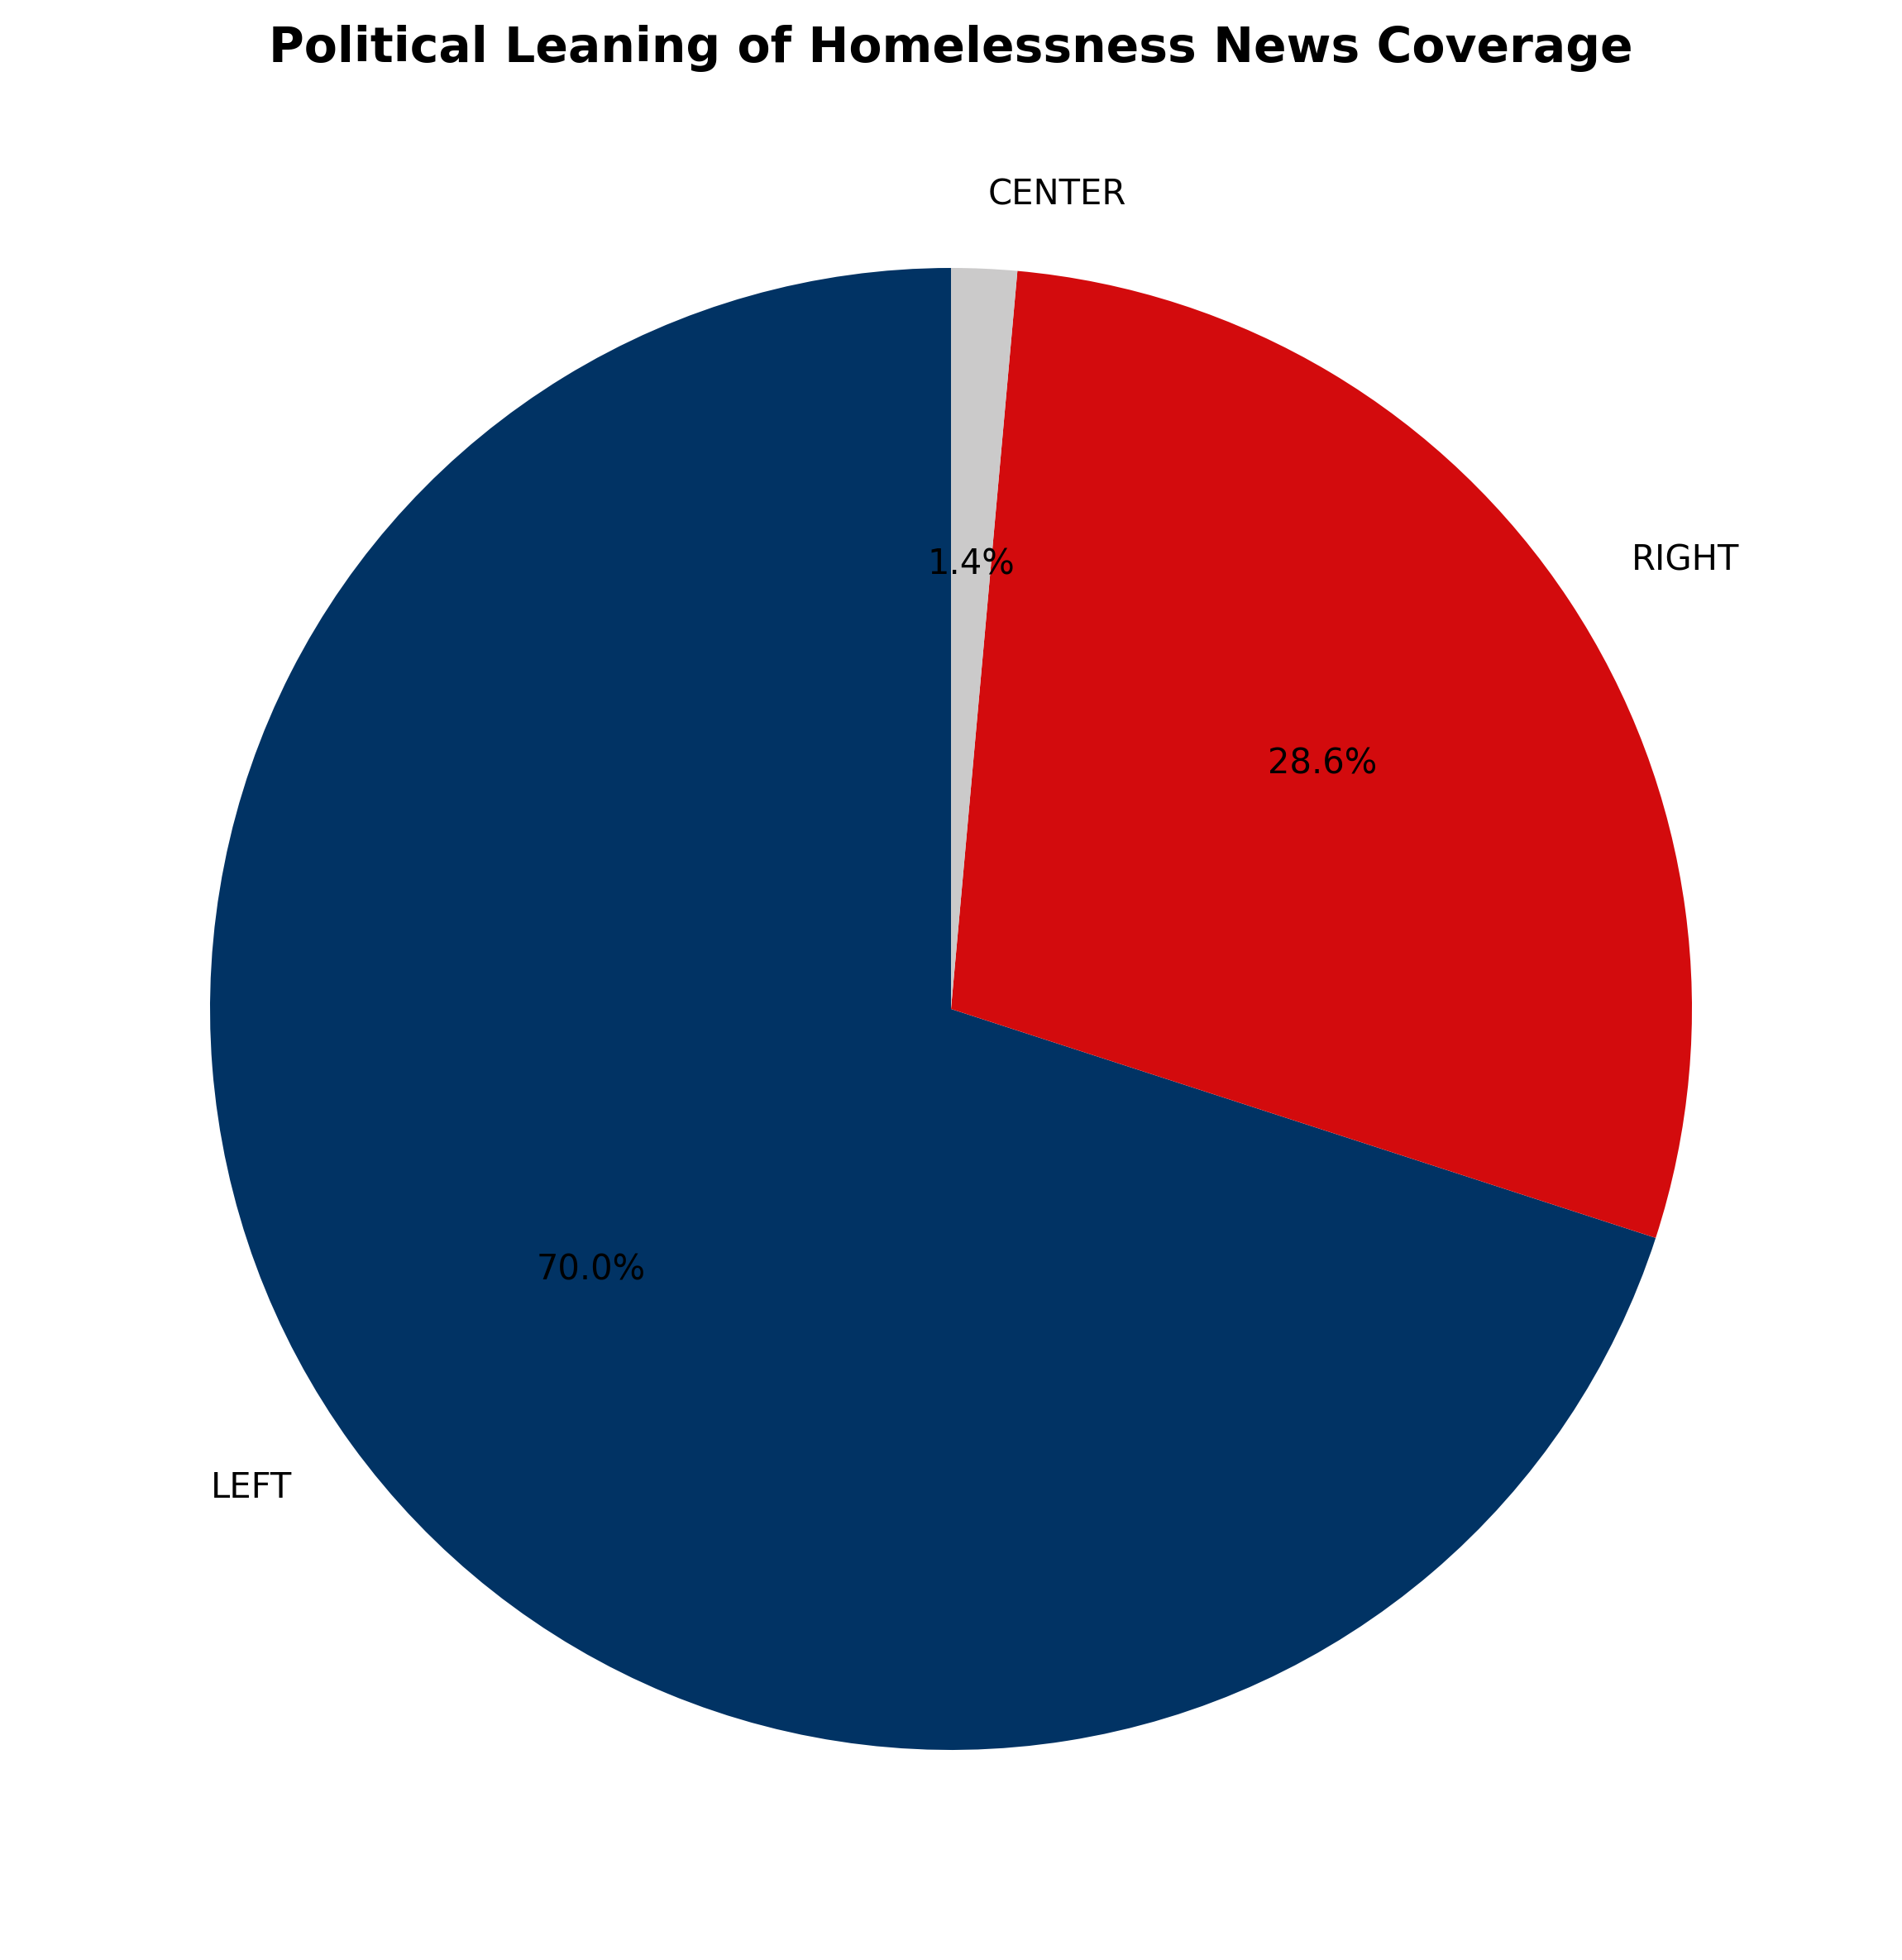 Political Leaning of Homelessness News Coverage
CENTER
RIGHT
1.4%
28.6%
70.0%
LEFT